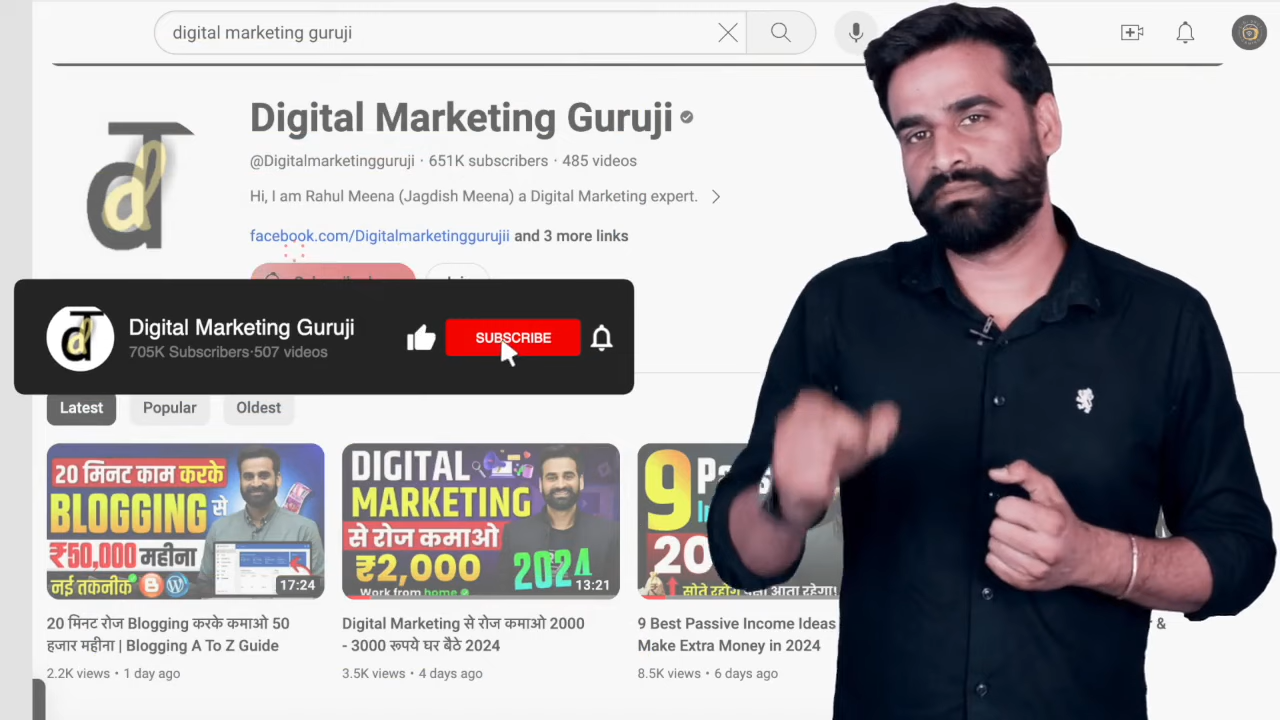 digital marketing guruji
Digital Marketing Guruji
@Digitalmarketingguruji · 651K subscribers · 485 videos
Hi, I am Rahul Meena (Jagdish Meena) a Digital Marketing expert.
facebook.com/Digitalmarketinggurujii and 3 more links
Digital Marketing Guruji
705K Subscribers·507 videos
SUBSCRIBE
Latest
Popular
Oldest
20 मिनट काम करके
BLOGGING से
₹50,000 महीना
नई तकनीक
17:24
DIGITAL
MARKETING
से रोज कमाओ
₹2,000
2024
Work from home
13:21
9
20
सोते रहोगे पैसा आता रहेगा!
20 मिनट रोज Blogging करके कमाओ 50
हजार महीना | Blogging A To Z Guide
2.2K views • 1 day ago
Digital Marketing से रोज कमाओ 2000
- 3000 रूपये घर बैठे 2024
3.5K views • 4 days ago
9 Best Passive Income Ideas
Make Extra Money in 2024
8.5K views • 6 days ago
&